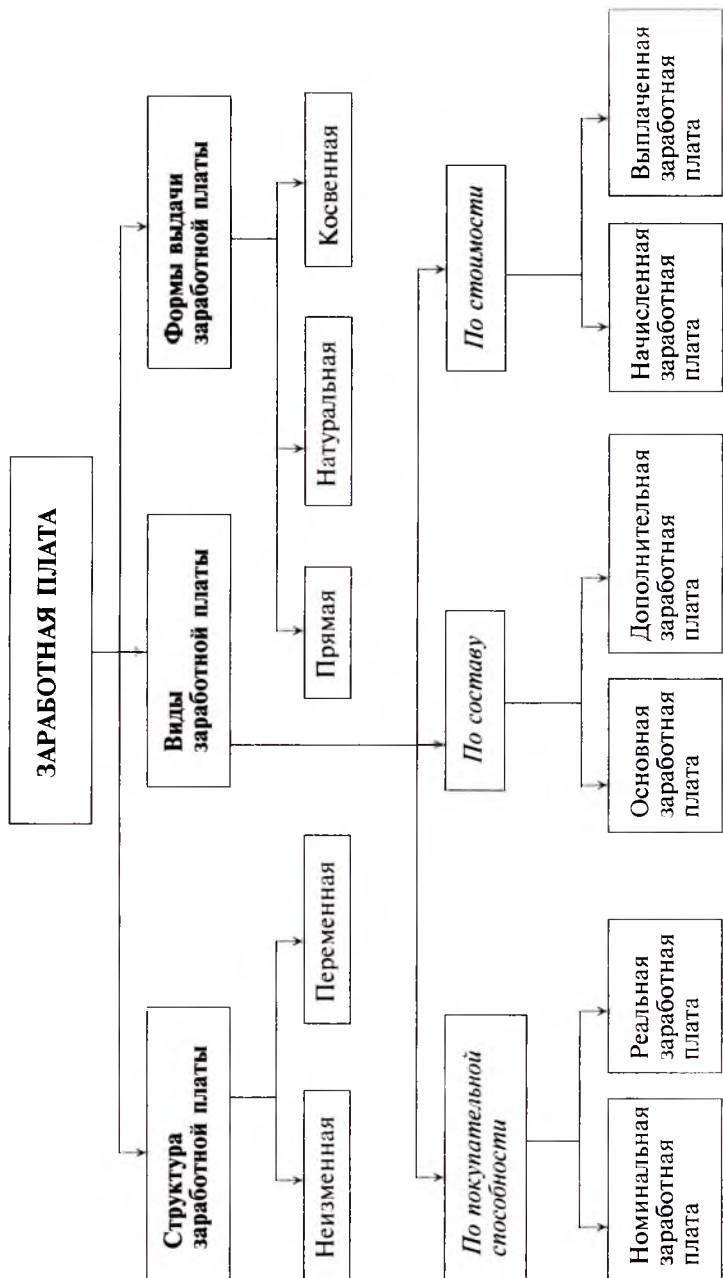 ЗАРАБОТНАЯ ПЛАТА
Структура
заработной платы
Виды
заработной платы
Формы выдачи
заработной платы
Неизменная
Переменная
Прямая
Натуральная
Косвенная
По покупательной
способности
По составу
По стоимости
Номинальная
заработная
плата
Реальная
заработная
плата
Основная
заработная
плата
Дополнительная
заработная
плата
Начисленная
заработная
плата
Выплаченная
заработная
плата